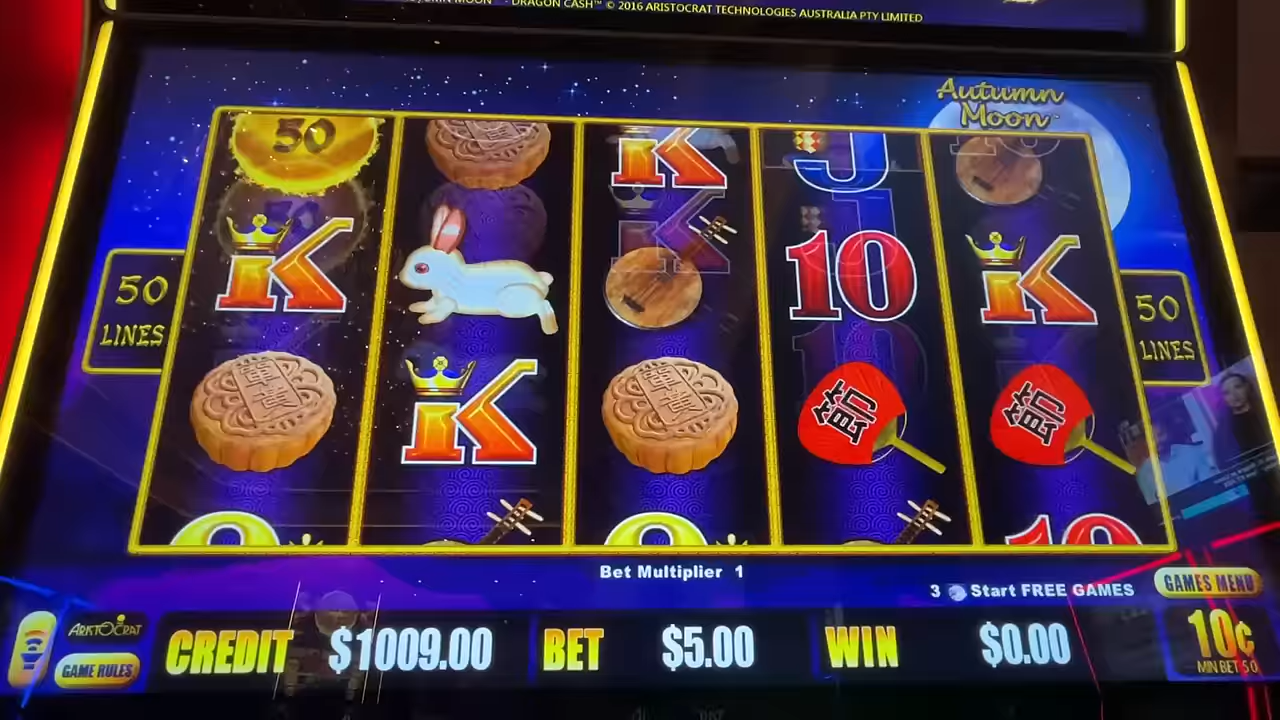 MOON
DRAGON CASH™ © 2016 ARISTOCRAT TECHNOLOGIES AUSTRALIA PTY LIMITED
Autumn
Moon™
50
K
J
K
10
K
50
LINES
50
LINES
K
10
Bet Multiplier 1
3 Start FREE GAMES
GAMES MENU
ARISTOCRAT
GAME RULES
CREDIT $1009.00
BET $5.00
WIN $0.00
10¢
MIN BET 50